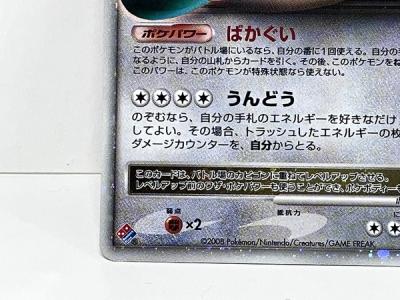 ポケパワー ばかぐい
このポケモンがバトル場にいるなら、自分の番に1回使える。自分の手
なるように、自分の山札からカードを引く。その後、このポケモンをね
このパワーは、このポケモンが特殊状態なら使えない。
うんどう
のぞむなら、自分の手札のエネルギーを好きなだけ
してよい。その場合、トラッシュしたエネルギーの枚
ダメージカウンターを、自分からとる。
このカードは、バトル場のカビゴンに重ねてレベルアップさせる。
レベルアップ前のワザ・ポケパワーも使うことができ、ポケボディーも
弱点 抵抗力
×2
©2008 Pokémon/Nintendo/Creatures/GAME FREAK